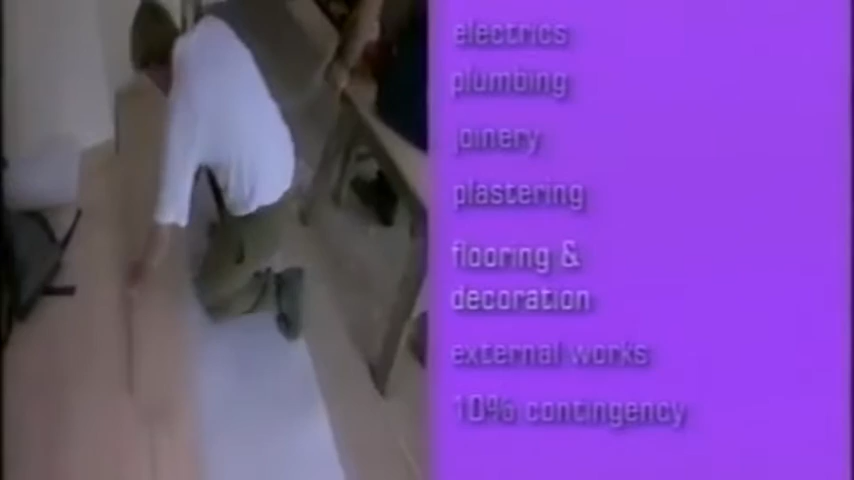 electrics
plumbing
joinery
plastering
flooring &
decoration
external works
10% contingency